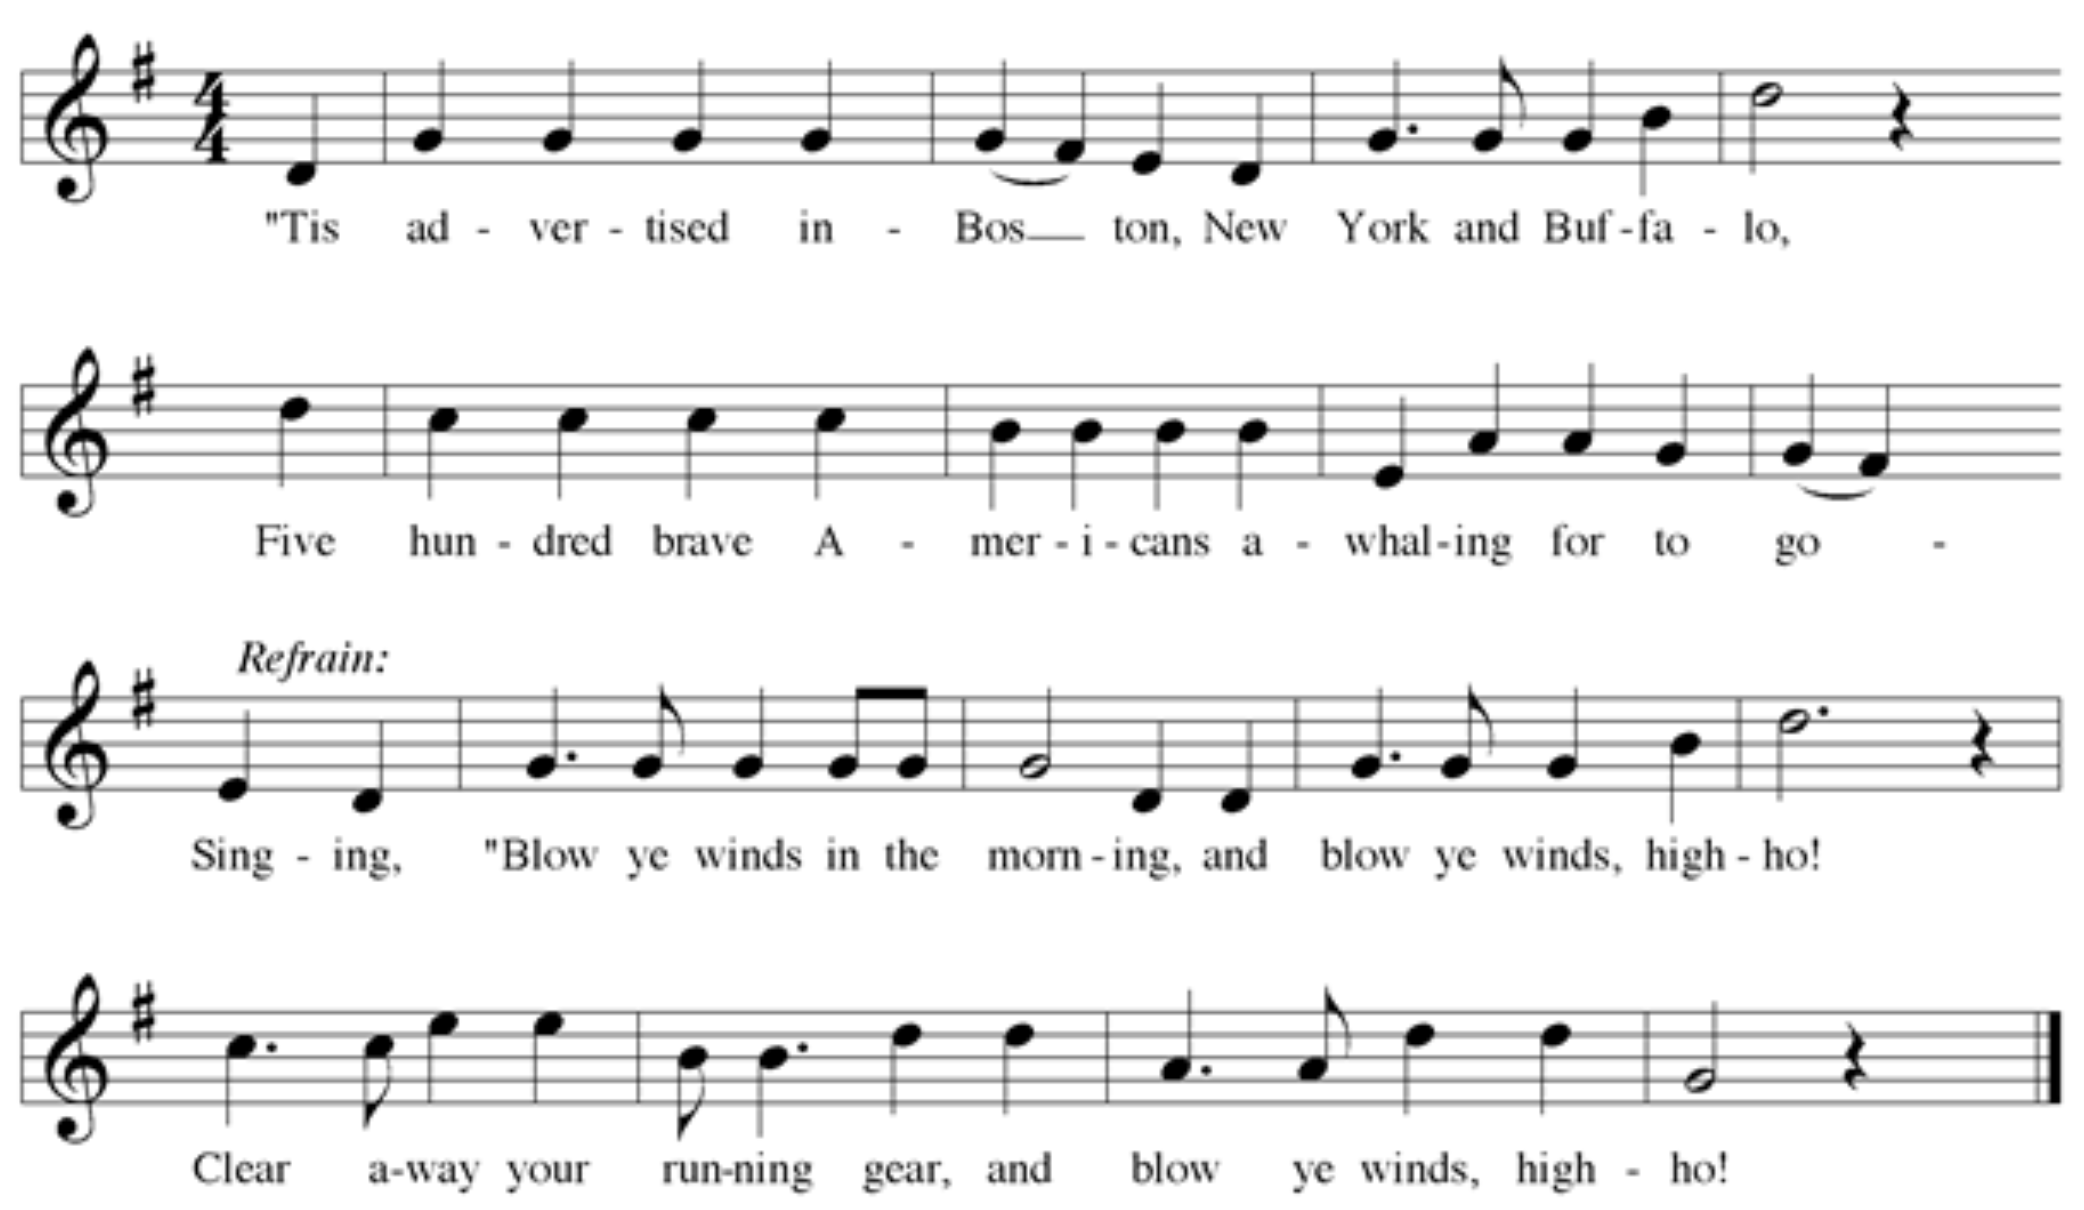 "Tis ad - ver - tised in - Bos ton, New York and Buf - fa - lo,
Five hun - dred brave A - mer - i - cans a - whal - ing for to go -
Refrain:
Sing - ing, "Blow ye winds in the morn - ing, and blow ye winds, high - ho!
Clear a - way your run - ning gear, and blow ye winds, high - ho!